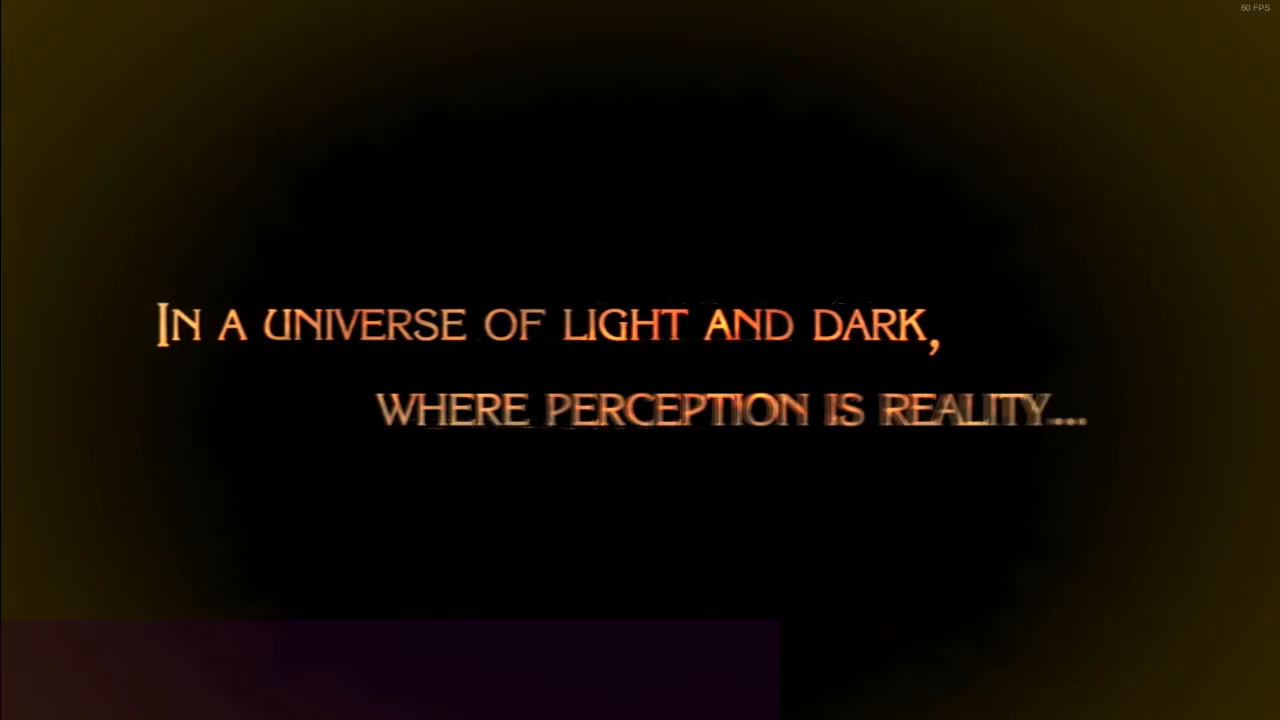 60 FPS
In a universe of light and dark,
where perception is reality....